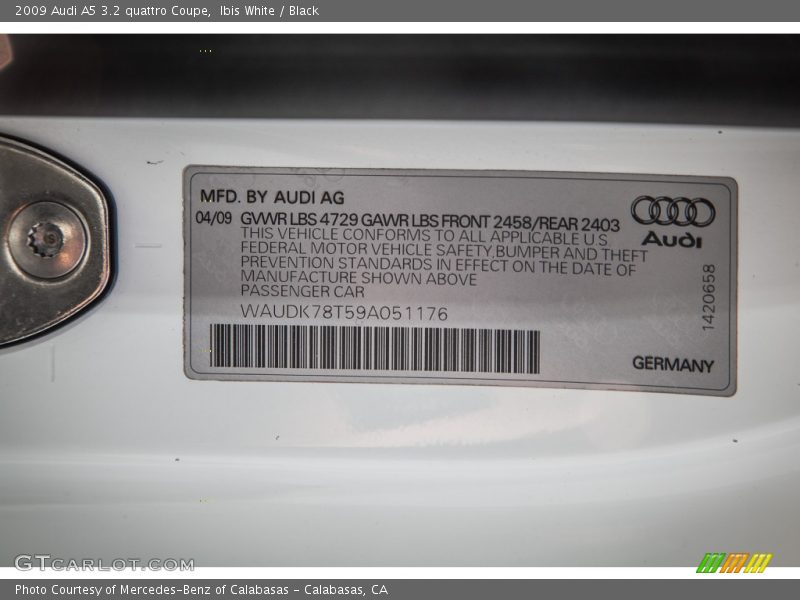 2009 Audi A5 3.2 quattro Coupe,  Ibis White / Black
MFD. BY AUDI AG
04/09 GVWR LBS 4729 GAWR LBS FRONT 2458/REAR 2403
THIS VEHICLE CONFORMS TO ALL APPLICABLE U S
FEDERAL MOTOR VEHICLE SAFETY,BUMPER AND THEFT
PREVENTION STANDARDS IN EFFECT ON THE DATE OF
MANUFACTURE SHOWN ABOVE
PASSENGER CAR
WAUDK78T59A051176
Audi
1420658
GERMANY
GTCARLOT.COM
Photo Courtesy of Mercedes-Benz of Calabasas - Calabasas, CA